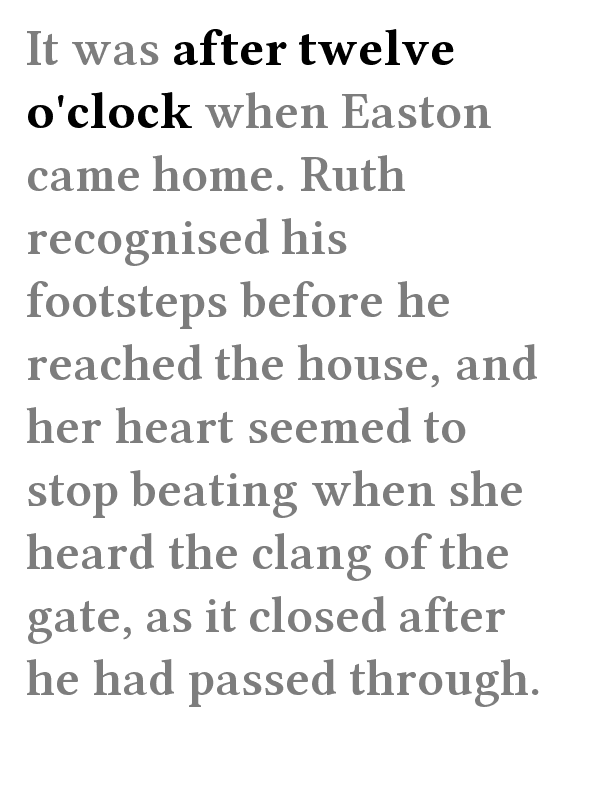 It was after twelve
o'clock when Easton
came home. Ruth
recognised his
footsteps before he
reached the house, and
her heart seemed to
stop beating when she
heard the clang of the
gate, as it closed after
he had passed through.